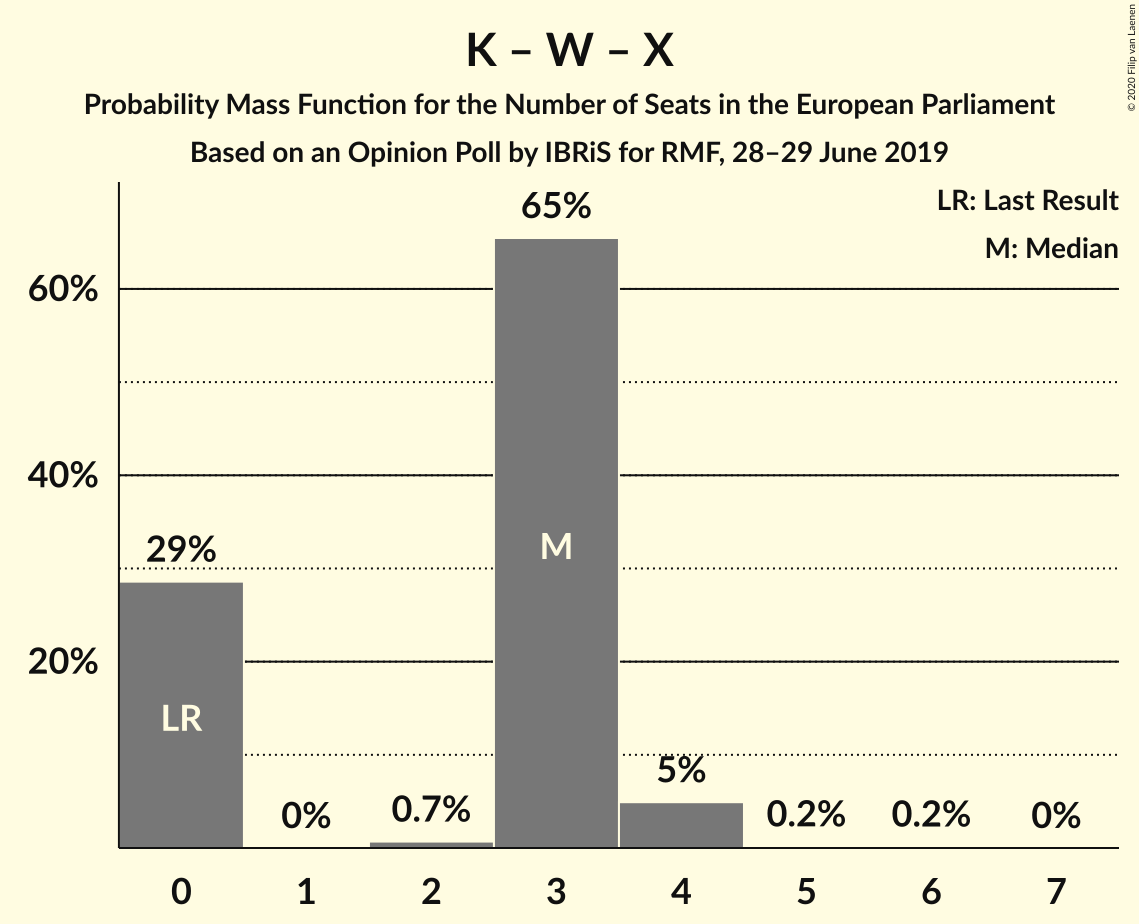 K – W – X
Probability Mass Function for the Number of Seats in the European Parliament
Based on an Opinion Poll by IBRiS for RMF, 28–29 June 2019
© 2020 Filip van Laenen
LR: Last Result
M: Median
60%
40%
20%
29%
0%
0.7%
65%
5%
0.2%
0.2%
0%
LR
M
0 1 2 3 4 5 6 7